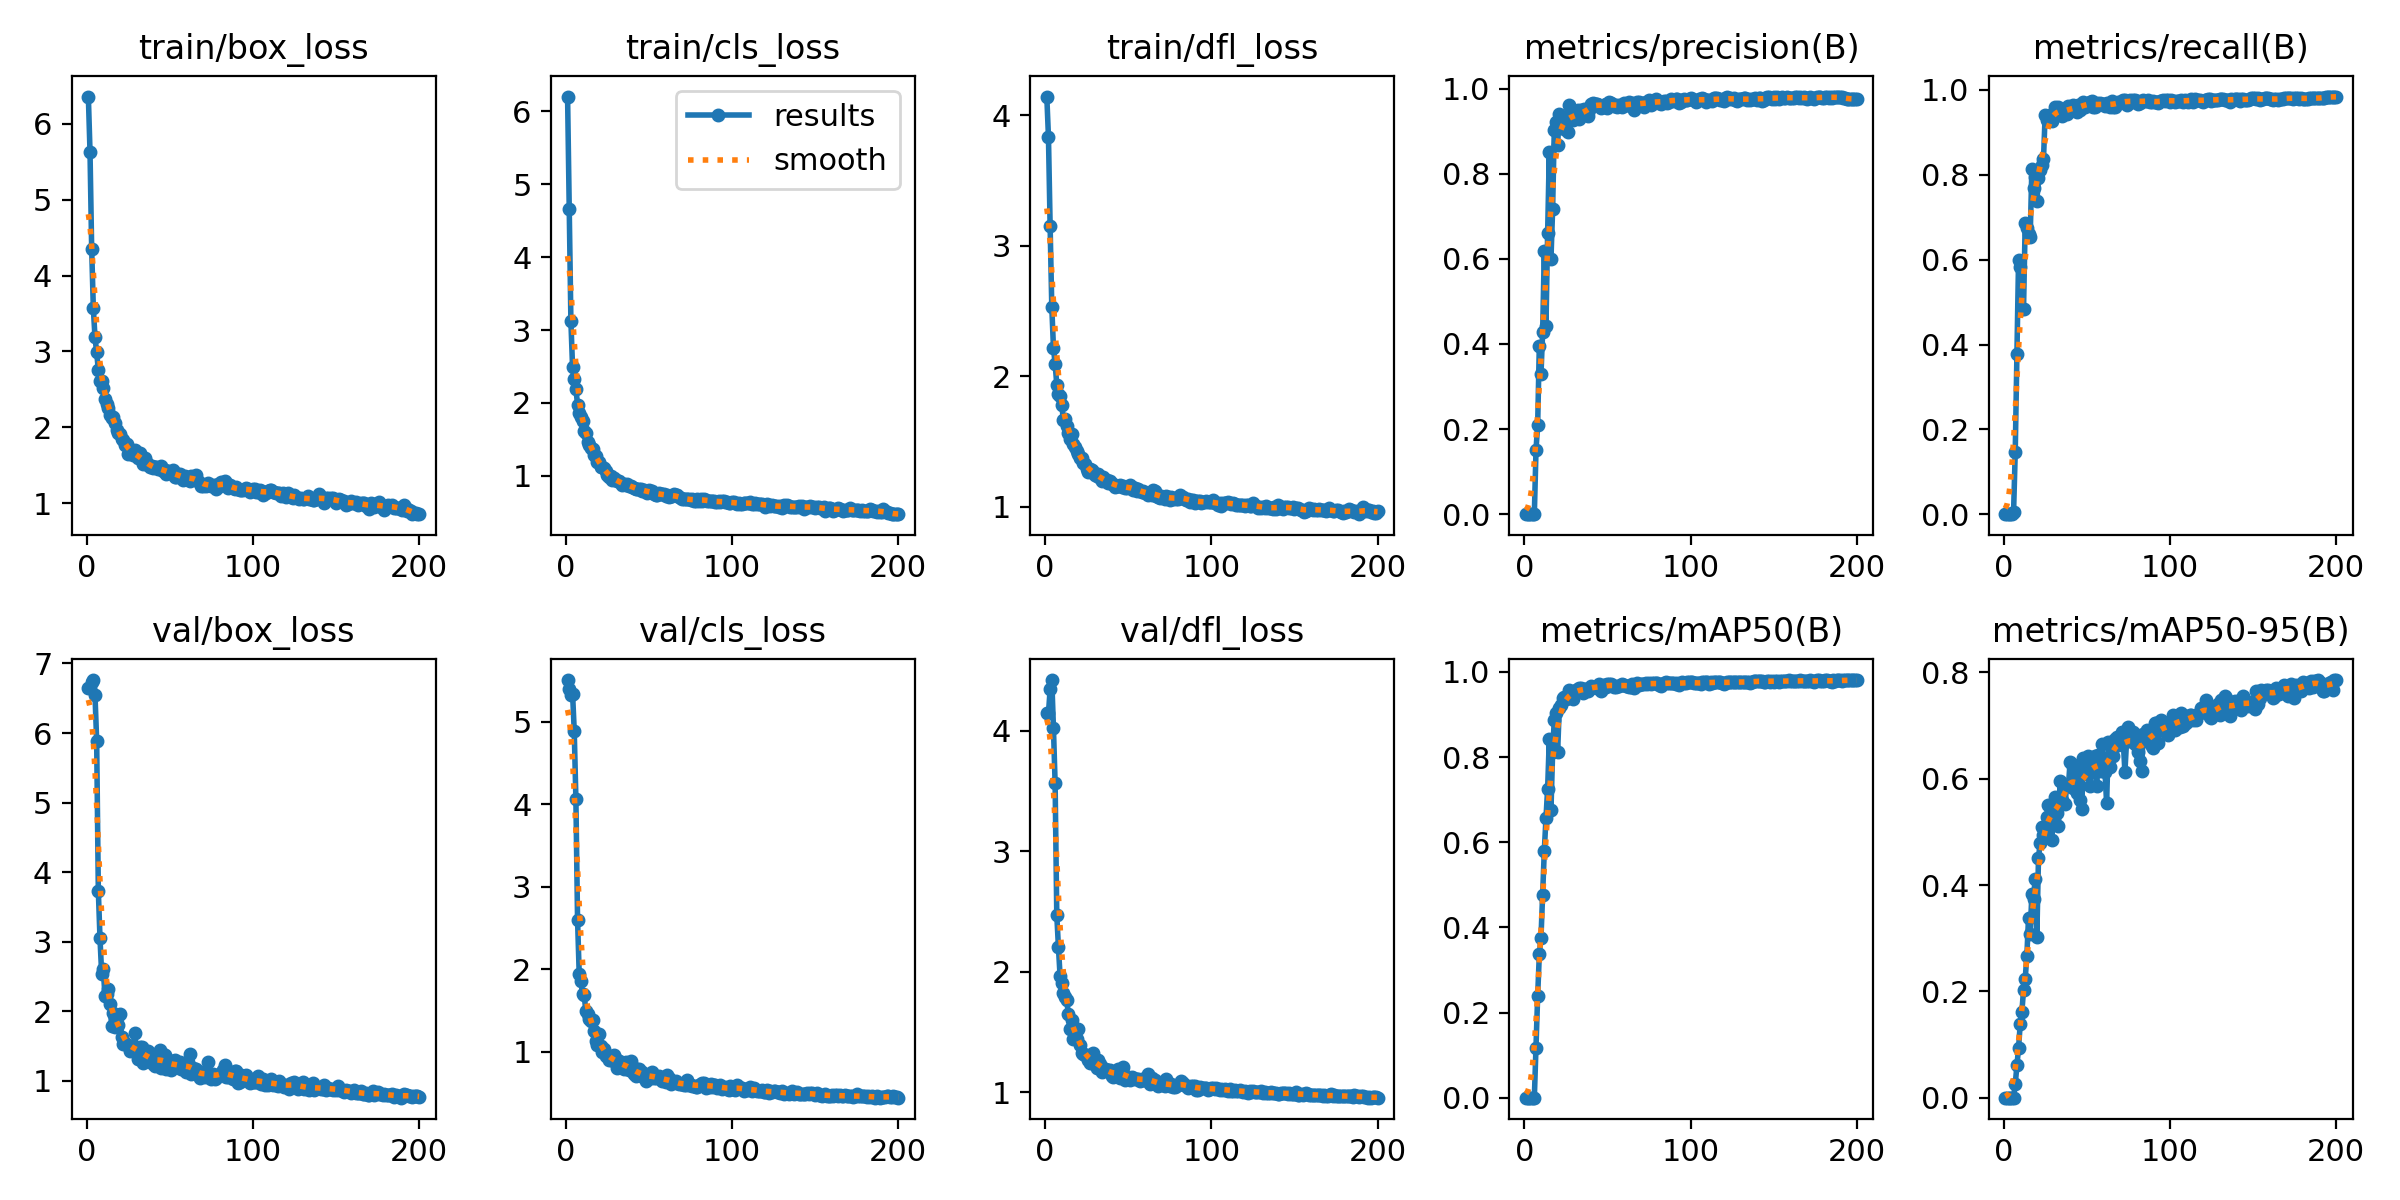 train/box_loss
6
5
4
3
2
1
0 100 200
train/cls_loss
results
smooth
6
5
4
3
2
1
0 100 200
train/dfl_loss
4
3
2
1
0 100 200
metrics/precision(B)
1.0
0.8
0.6
0.4
0.2
0.0
0 100 200
metrics/recall(B)
1.0
0.8
0.6
0.4
0.2
0.0
0 100 200
val/box_loss
7
6
5
4
3
2
1
0 100 200
val/cls_loss
5
4
3
2
1
0 100 200
val/dfl_loss
4
3
2
1
0 100 200
metrics/mAP50(B)
1.0
0.8
0.6
0.4
0.2
0.0
0 100 200
metrics/mAP50-95(B)
0.8
0.6
0.4
0.2
0.0
0 100 200